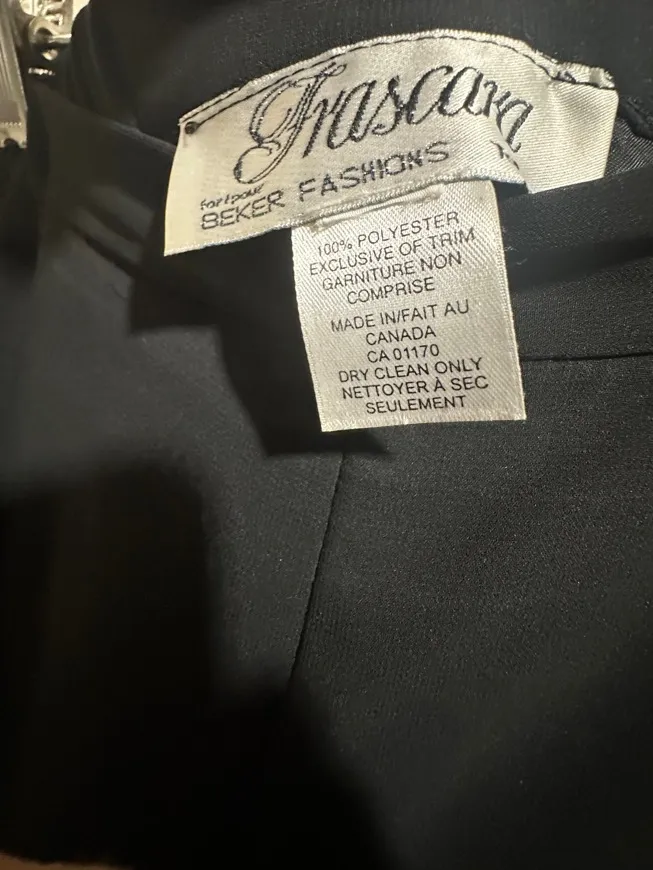 Frascara
for/pour
BEKER FASHIONS
100% POLYESTER
EXCLUSIVE OF TRIM
GARNITURE NON
COMPRISE
MADE IN/FAIT AU
CANADA
CA 01170
DRY CLEAN ONLY
NETTOYER À SEC
SEULEMENT